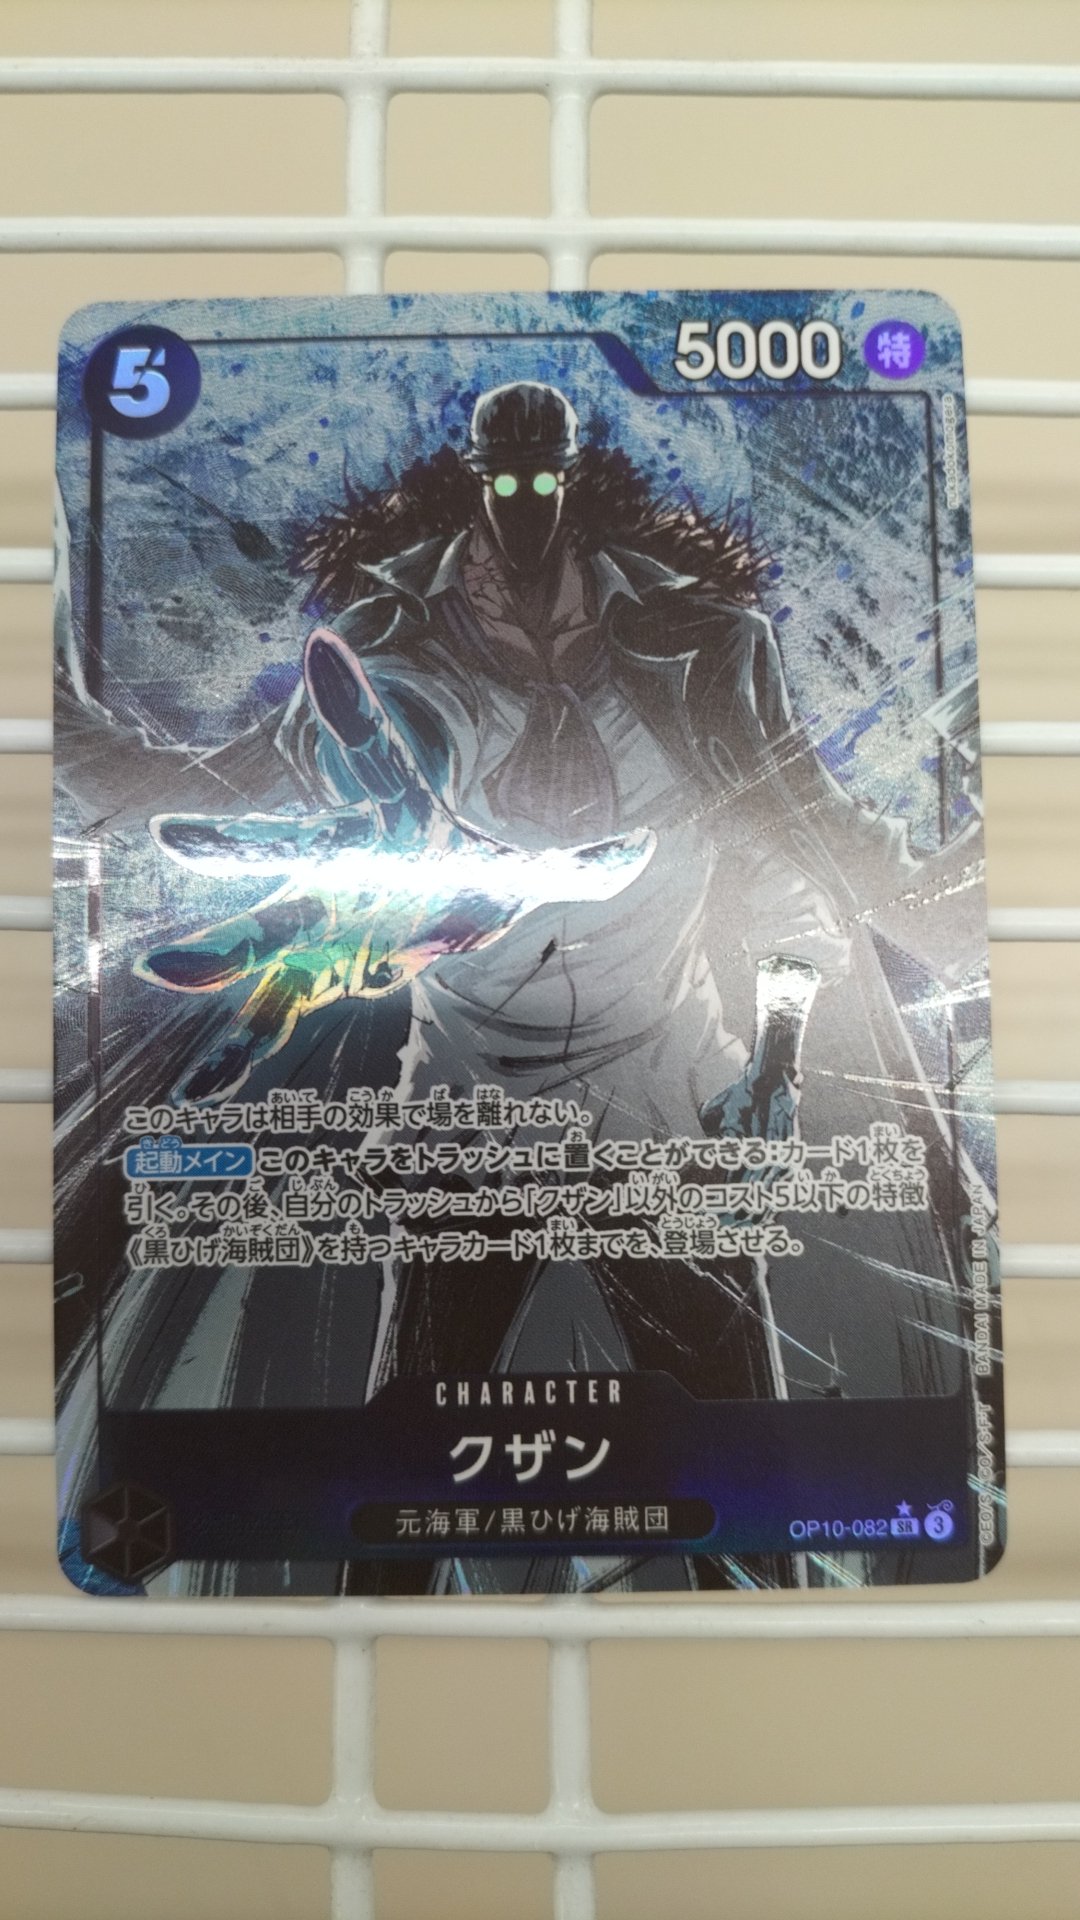 5
5000
特
このキャラは相手の効果で場を離れない。
起動メイン このキャラをトラッシュに置くことができる:カード1枚を
引く。その後、自分のトラッシュから「クザン」以外のコスト5以下の特徴
《黒ひげ海賊団》を持つキャラカード1枚までを、登場させる。
CHARACTER
クザン
元海軍/黒ひげ海賊団
OP10-082 SR 3
BANDAI MADE IN JAPAN